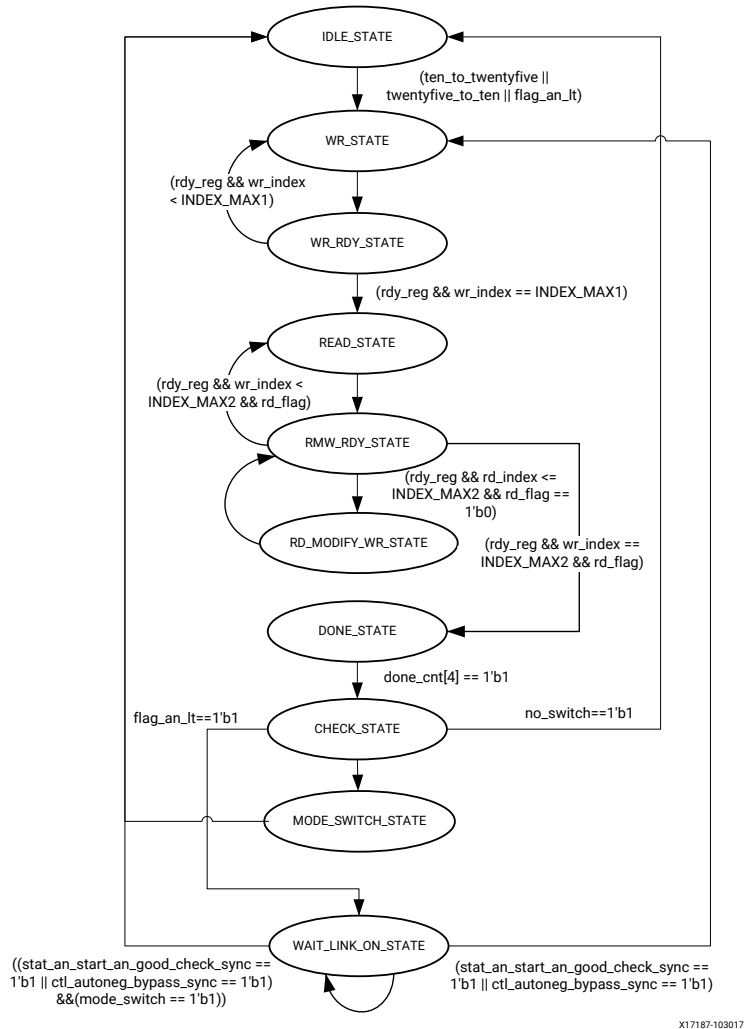 IDLE_STATE
(ten_to_twentyfive ||
twentyfive_to_ten || flag_an_lt)
WR_STATE
(rdy_reg && wr_index
< INDEX_MAX1)
WR_RDY_STATE
(rdy_reg && wr_index == INDEX_MAX1)
READ_STATE
(rdy_reg && wr_index <
INDEX_MAX2 && rd_flag)
RMW_RDY_STATE
(rdy_reg && rd_index <=
INDEX_MAX2 && rd_flag ==
1'b0)
RD_MODIFY_WR_STATE
(rdy_reg && wr_index ==
INDEX_MAX2 && rd_flag)
DONE_STATE
done_cnt[4] == 1'b1
flag_an_lt==1'b1
CHECK_STATE
no_switch==1'b1
MODE_SWITCH_STATE
WAIT_LINK_ON_STATE
((stat_an_start_an_good_check_sync ==
1'b1 || ctl_autoneg_bypass_sync == 1'b1)
&&(mode_switch == 1'b1))
(stat_an_start_an_good_check_sync ==
1'b1 || ctl_autoneg_bypass_sync == 1'b1)
X17187-103017